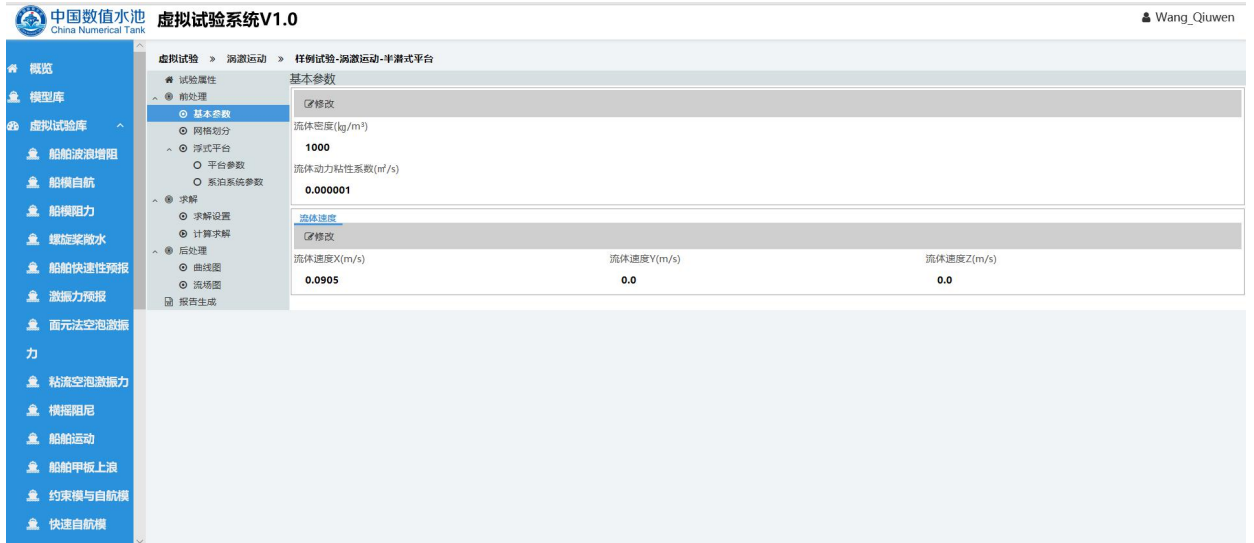 中国数值水池
China Numerical Tank
虚拟试验系统V1.0
Wang_Qiuwen
概览
模型库
虚拟试验库
船舶波浪增阻
船模自航
船模阻力
螺旋桨敞水
船舶快速性预报
激振力预报
面元法空泡激振
力
粘流空泡激振力
横摇阻尼
船舶运动
船舶甲板上浪
约束模与自航模
快速自航模
虚拟试验 » 涡激运动 » 样例试验-涡激运动-半潜式平台
试验属性
前处理
基本参数
网格划分
浮式平台
平台参数
系泊系统参数
求解
求解设置
计算求解
后处理
曲线图
流场图
报告生成
基本参数
修改
流体密度(kg/m³)
1000
流体动力粘性系数(㎡/s)
0.000001
流体速度
修改
流体速度X(m/s) 流体速度Y(m/s) 流体速度Z(m/s)
0.0905 0.0 0.0